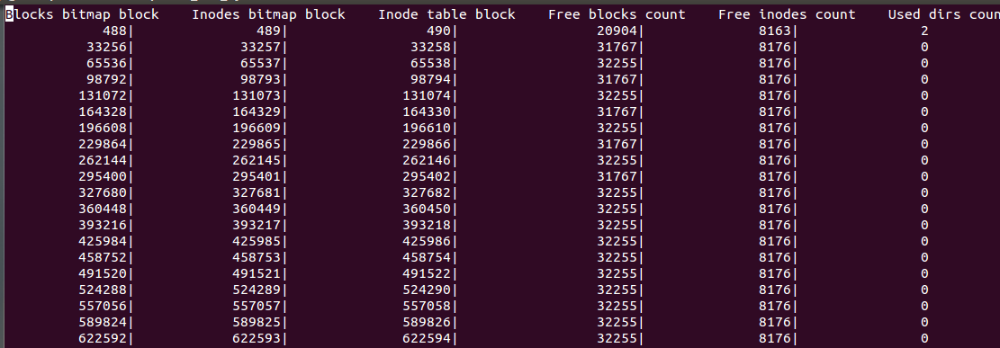 Blocks bitmap block Inodes bitmap block Inode table block Free blocks count Free inodes count Used dirs coun
488| 489| 490| 20904| 8163| 2
33256| 33257| 33258| 31767| 8176| 0
65536| 65537| 65538| 32255| 8176| 0
98792| 98793| 98794| 31767| 8176| 0
131072| 131073| 131074| 32255| 8176| 0
164328| 164329| 164330| 31767| 8176| 0
196608| 196609| 196610| 32255| 8176| 0
229864| 229865| 229866| 31767| 8176| 0
262144| 262145| 262146| 32255| 8176| 0
295400| 295401| 295402| 31767| 8176| 0
327680| 327681| 327682| 32255| 8176| 0
360448| 360449| 360450| 32255| 8176| 0
393216| 393217| 393218| 32255| 8176| 0
425984| 425985| 425986| 32255| 8176| 0
458752| 458753| 458754| 32255| 8176| 0
491520| 491521| 491522| 32255| 8176| 0
524288| 524289| 524290| 32255| 8176| 0
557056| 557057| 557058| 32255| 8176| 0
589824| 589825| 589826| 32255| 8176| 0
622592| 622593| 622594| 32255| 8176| 0